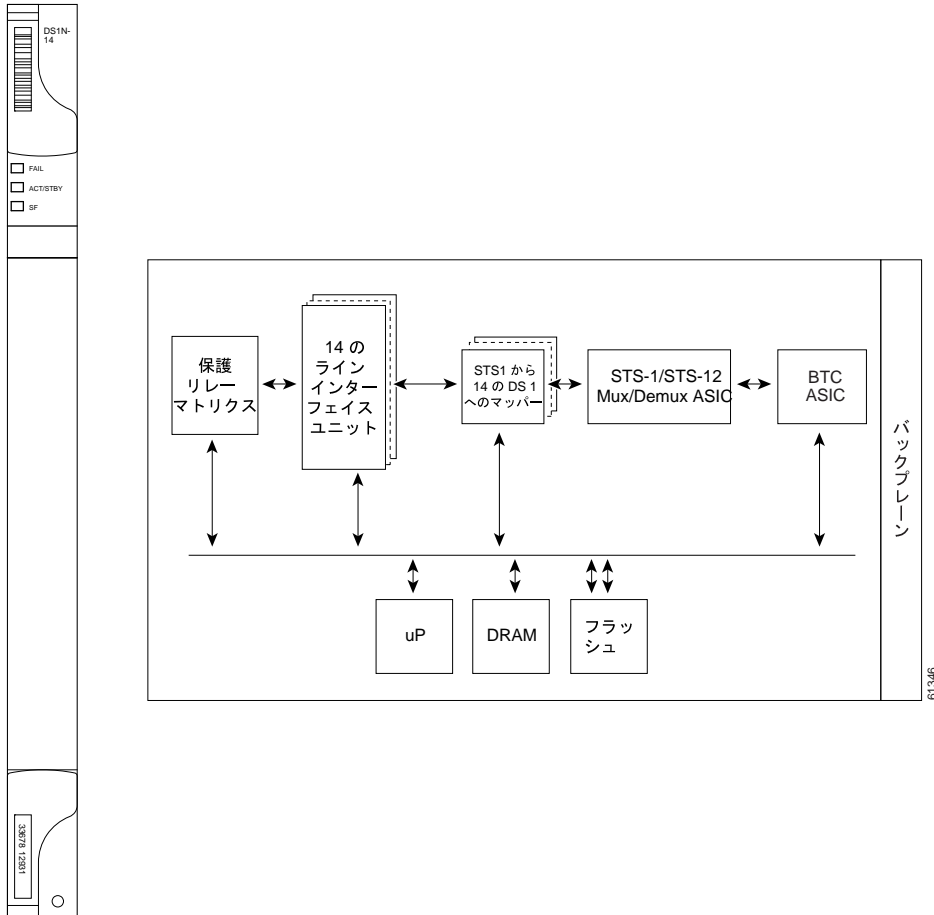 DS1N-
14
FAIL
ACT/STBY
SF
33678 12931
保護
リレー
マトリクス
14 の
ライン
インター
フェイス
ユニット
STS1 から
14 の DS 1
へのマッパー
STS-1/STS-12
Mux/Demux ASIC
BTC
ASIC
uP
DRAM
フラッ
シュ
バックプレーン
61346